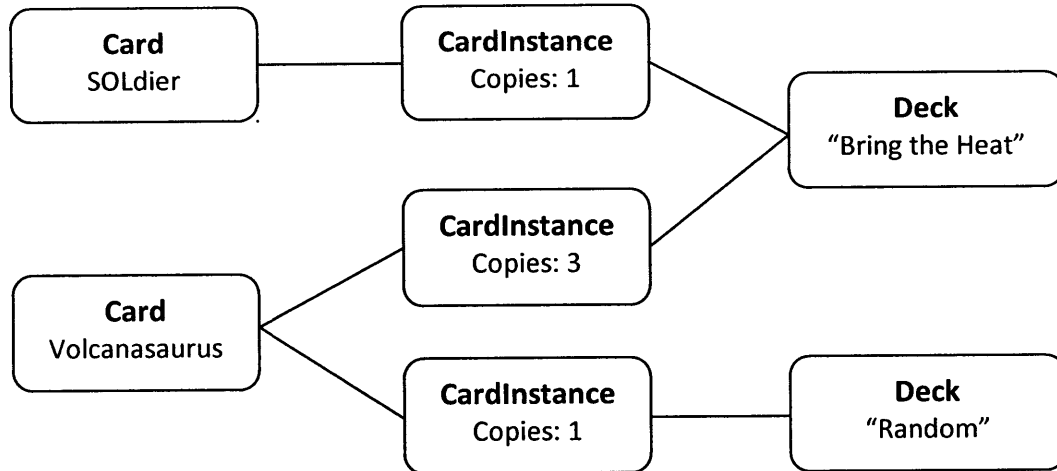 Card
SOLdier
CardInstance
Copies: 1
Deck
“Bring the Heat”
CardInstance
Copies: 3
Card
Volcanasaurus
CardInstance
Copies: 1
Deck
“Random”